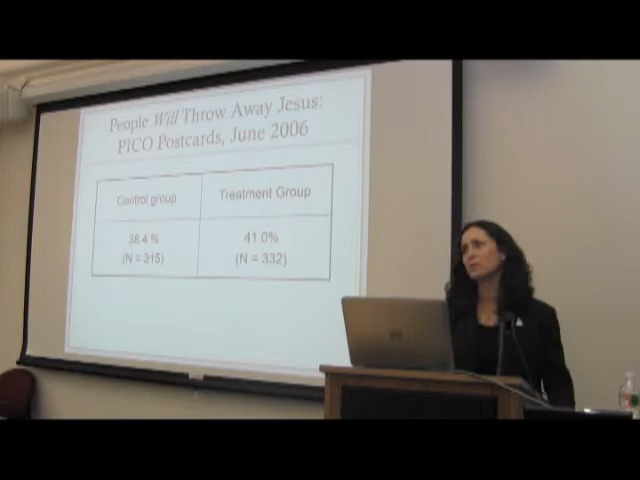 People Will Throw Away Jesus:
PICO Postcards, June 2006
Control group
Treatment Group
38.4 %
(N = 315)
41.0%
(N = 332)